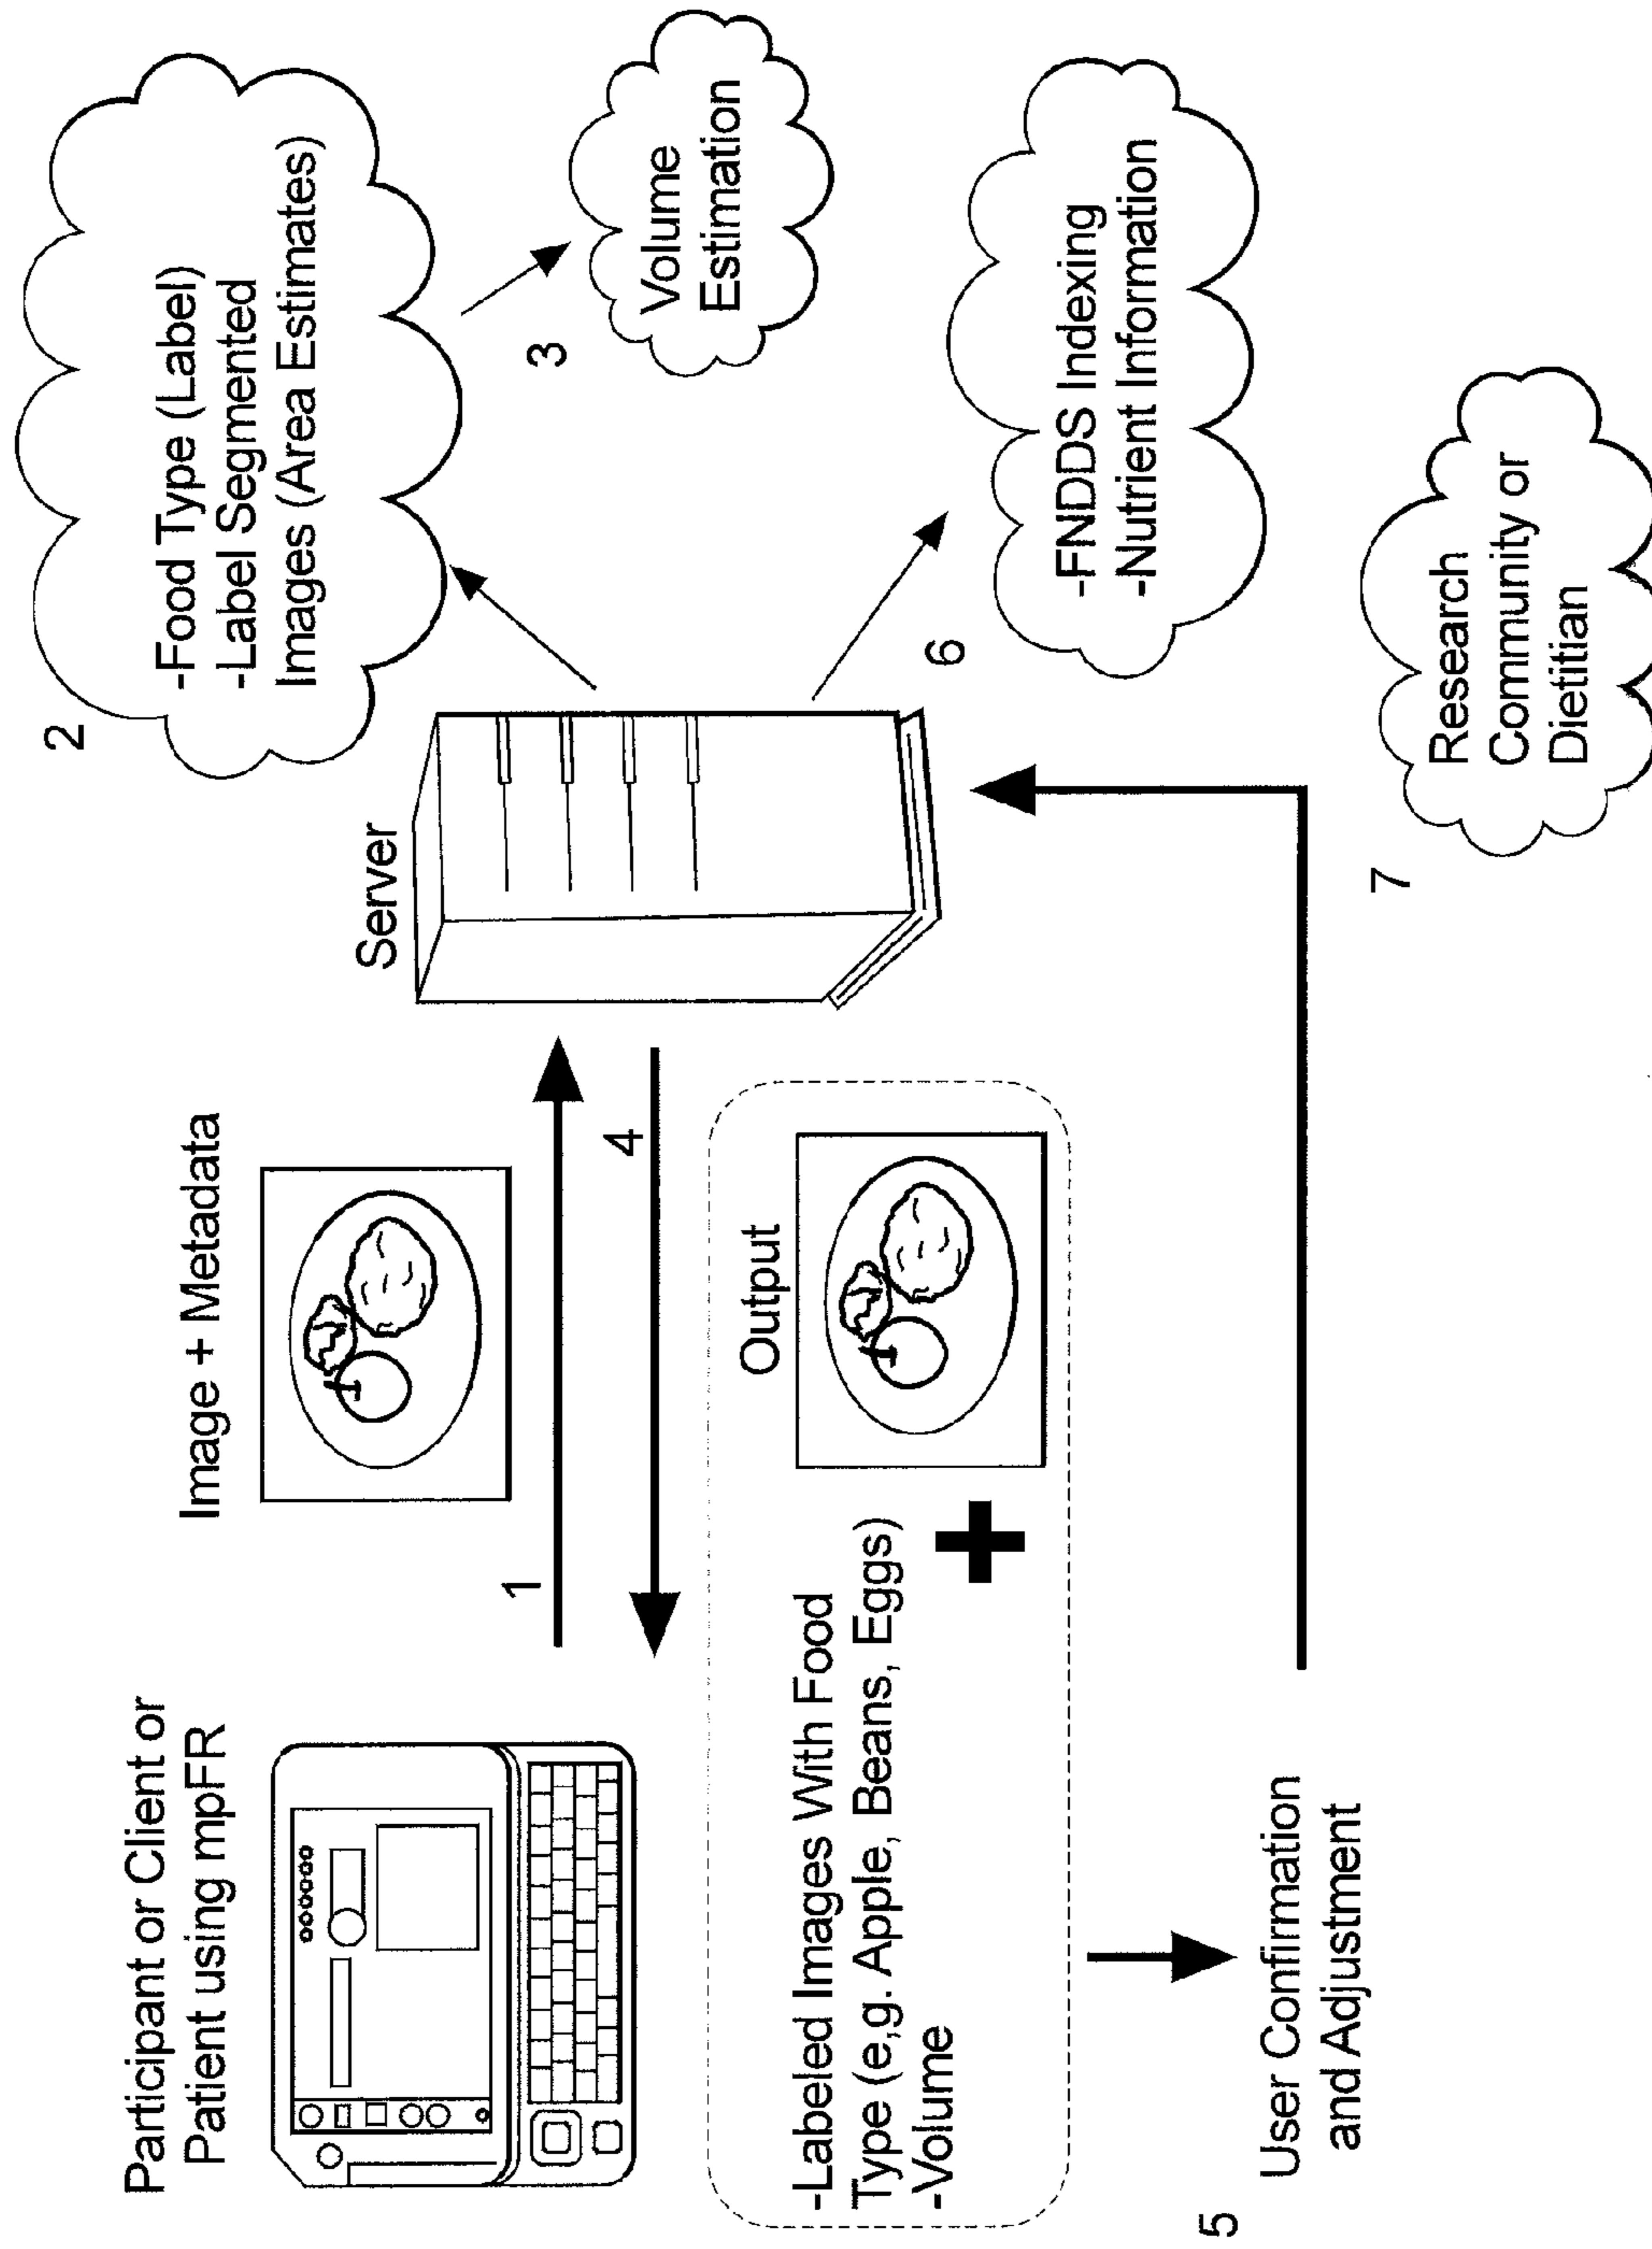 Participant or Client or
Patient using mpFR
Image + Metadata
1
Server
2
-Food Type (Label)
-Label Segmented
Images (Area Estimates)
3
Volume
Estimation
4
Output
-Labeled Images With Food
Type (e,g. Apple, Beans, Eggs)
-Volume
+
5
User Confirmation
and Adjustment
6
-FNDDS Indexing
-Nutrient Information
7
Research
Community or
Dietitian